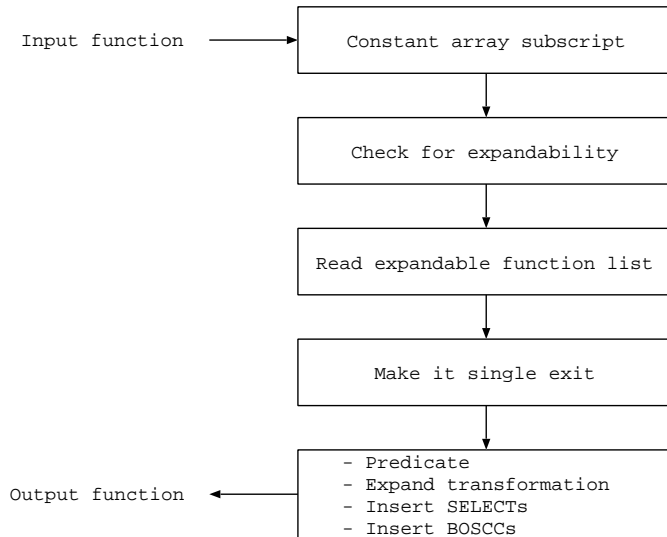 Input function
Constant array subscript
Check for expandability
Read expandable function list
Make it single exit
- Predicate
- Expand transformation
- Insert SELECTs
- Insert BOSCCs
Output function